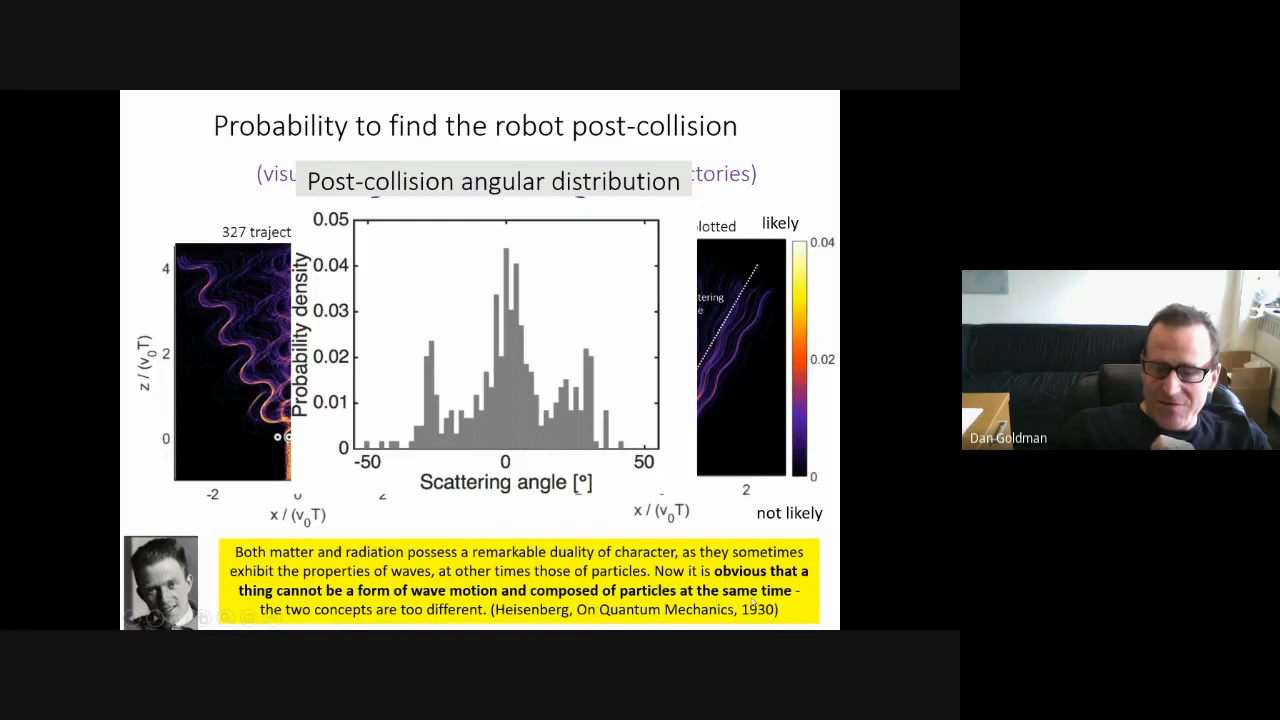 Probability to find the robot post-collision
(visu
ctories)
Post-collision angular distribution
327 traject
lotted
likely
0.05
0.04
0.03
0.02
0.01
0
Probability density
-50
0
50
Scattering angle [°]
4
2
0
z / (v0T)
-2
0
2
x / (v0T)
tering
e
0.04
0.02
0
2
x / (v0T)
not likely
Both matter and radiation possess a remarkable duality of character, as they sometimes
exhibit the properties of waves, at other times those of particles. Now it is obvious that a
thing cannot be a form of wave motion and composed of particles at the same time -
the two concepts are too different. (Heisenberg, On Quantum Mechanics, 1930)
Dan Goldman